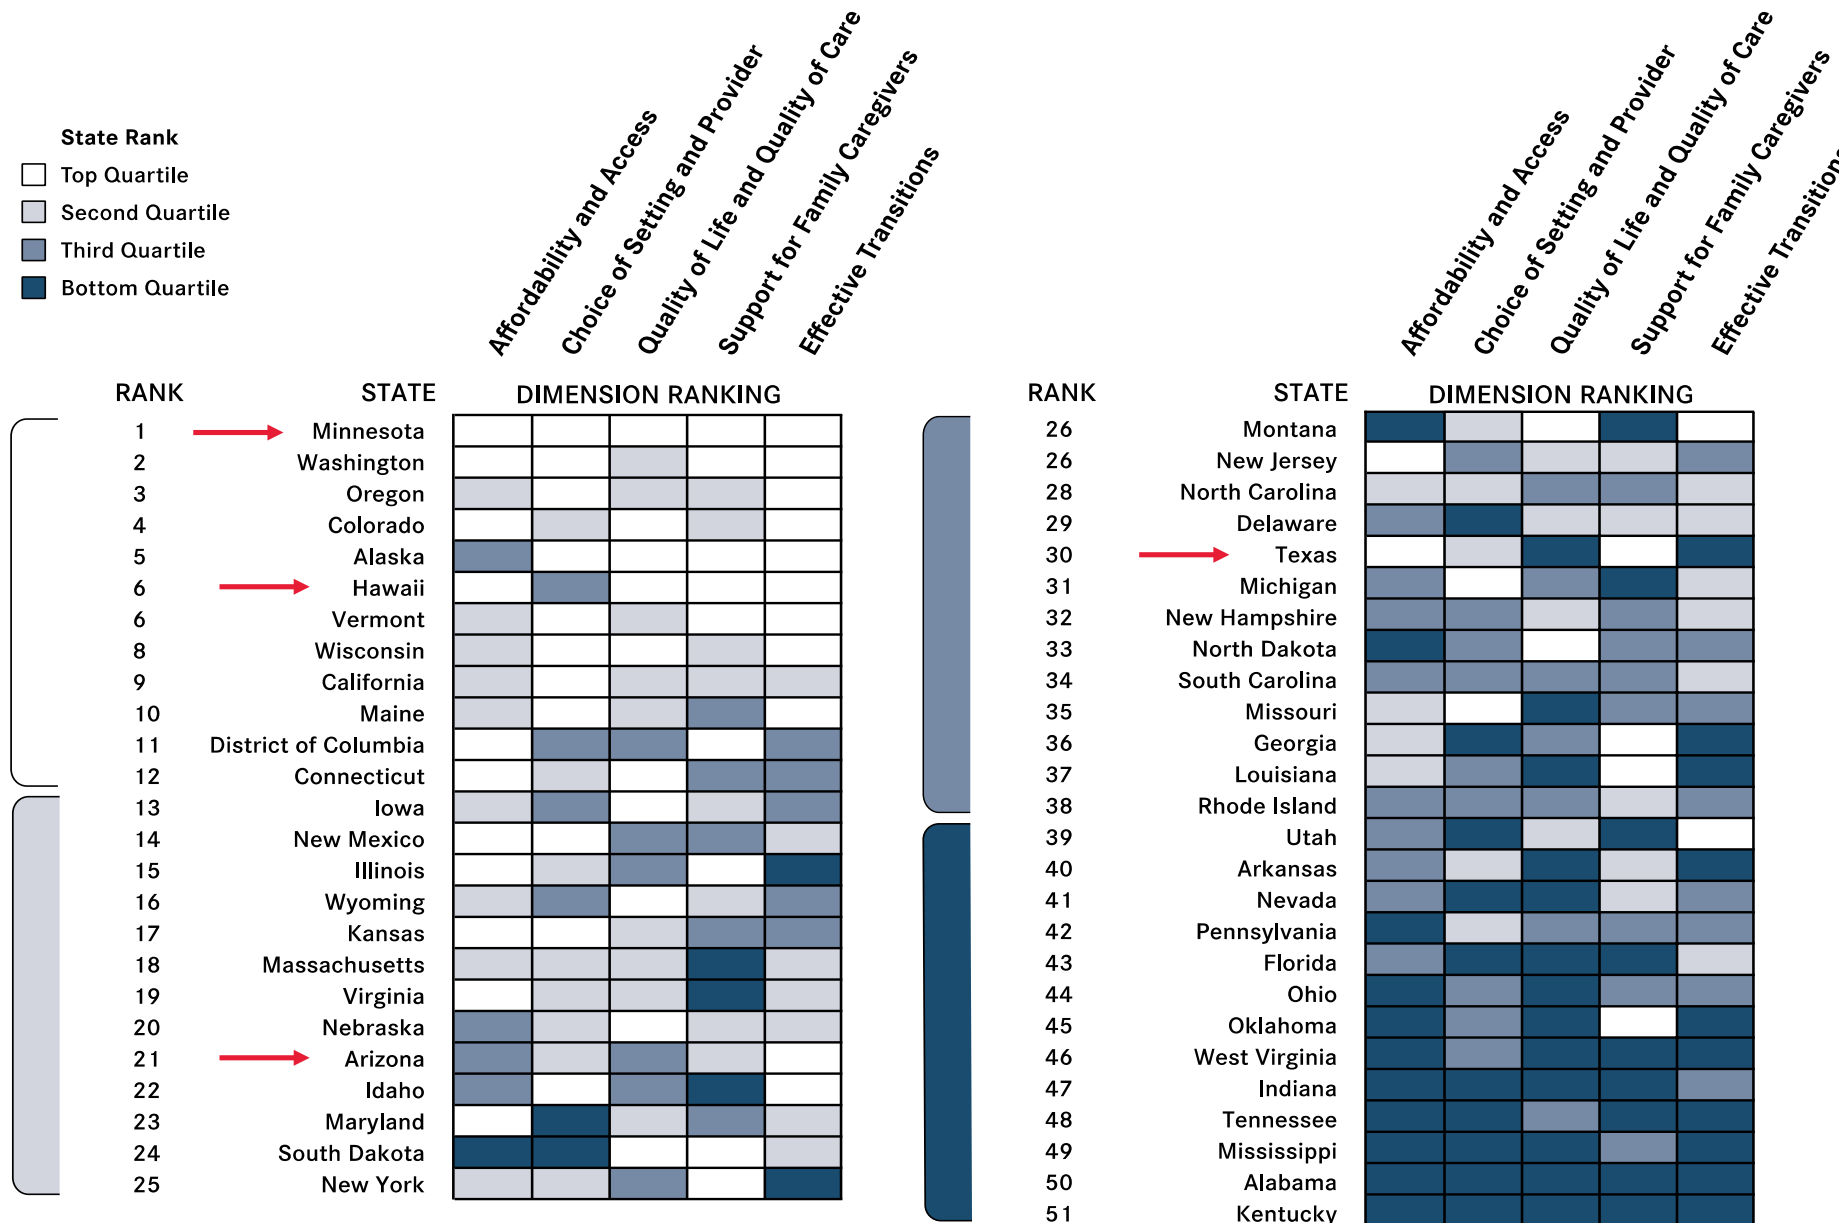 State Rank
Top Quartile
Second Quartile
Third Quartile
Bottom Quartile
Affordability and Access
Choice of Setting and Provider
Quality of Life and Quality of Care
Support for Family Caregivers
Effective Transitions
RANK STATE DIMENSION RANKING
1 Minnesota
2 Washington
3 Oregon
4 Colorado
5 Alaska
6 Hawaii
6 Vermont
8 Wisconsin
9 California
10 Maine
11 District of Columbia
12 Connecticut
13 Iowa
14 New Mexico
15 Illinois
16 Wyoming
17 Kansas
18 Massachusetts
19 Virginia
20 Nebraska
21 Arizona
22 Idaho
23 Maryland
24 South Dakota
25 New York
Affordability and Access
Choice of Setting and Provider
Quality of Life and Quality of Care
Support for Family Caregivers
Effective Transitions
RANK STATE DIMENSION RANKING
26 Montana
26 New Jersey
28 North Carolina
29 Delaware
30 Texas
31 Michigan
32 New Hampshire
33 North Dakota
34 South Carolina
35 Missouri
36 Georgia
37 Louisiana
38 Rhode Island
39 Utah
40 Arkansas
41 Nevada
42 Pennsylvania
43 Florida
44 Ohio
45 Oklahoma
46 West Virginia
47 Indiana
48 Tennessee
49 Mississippi
50 Alabama
51 Kentucky